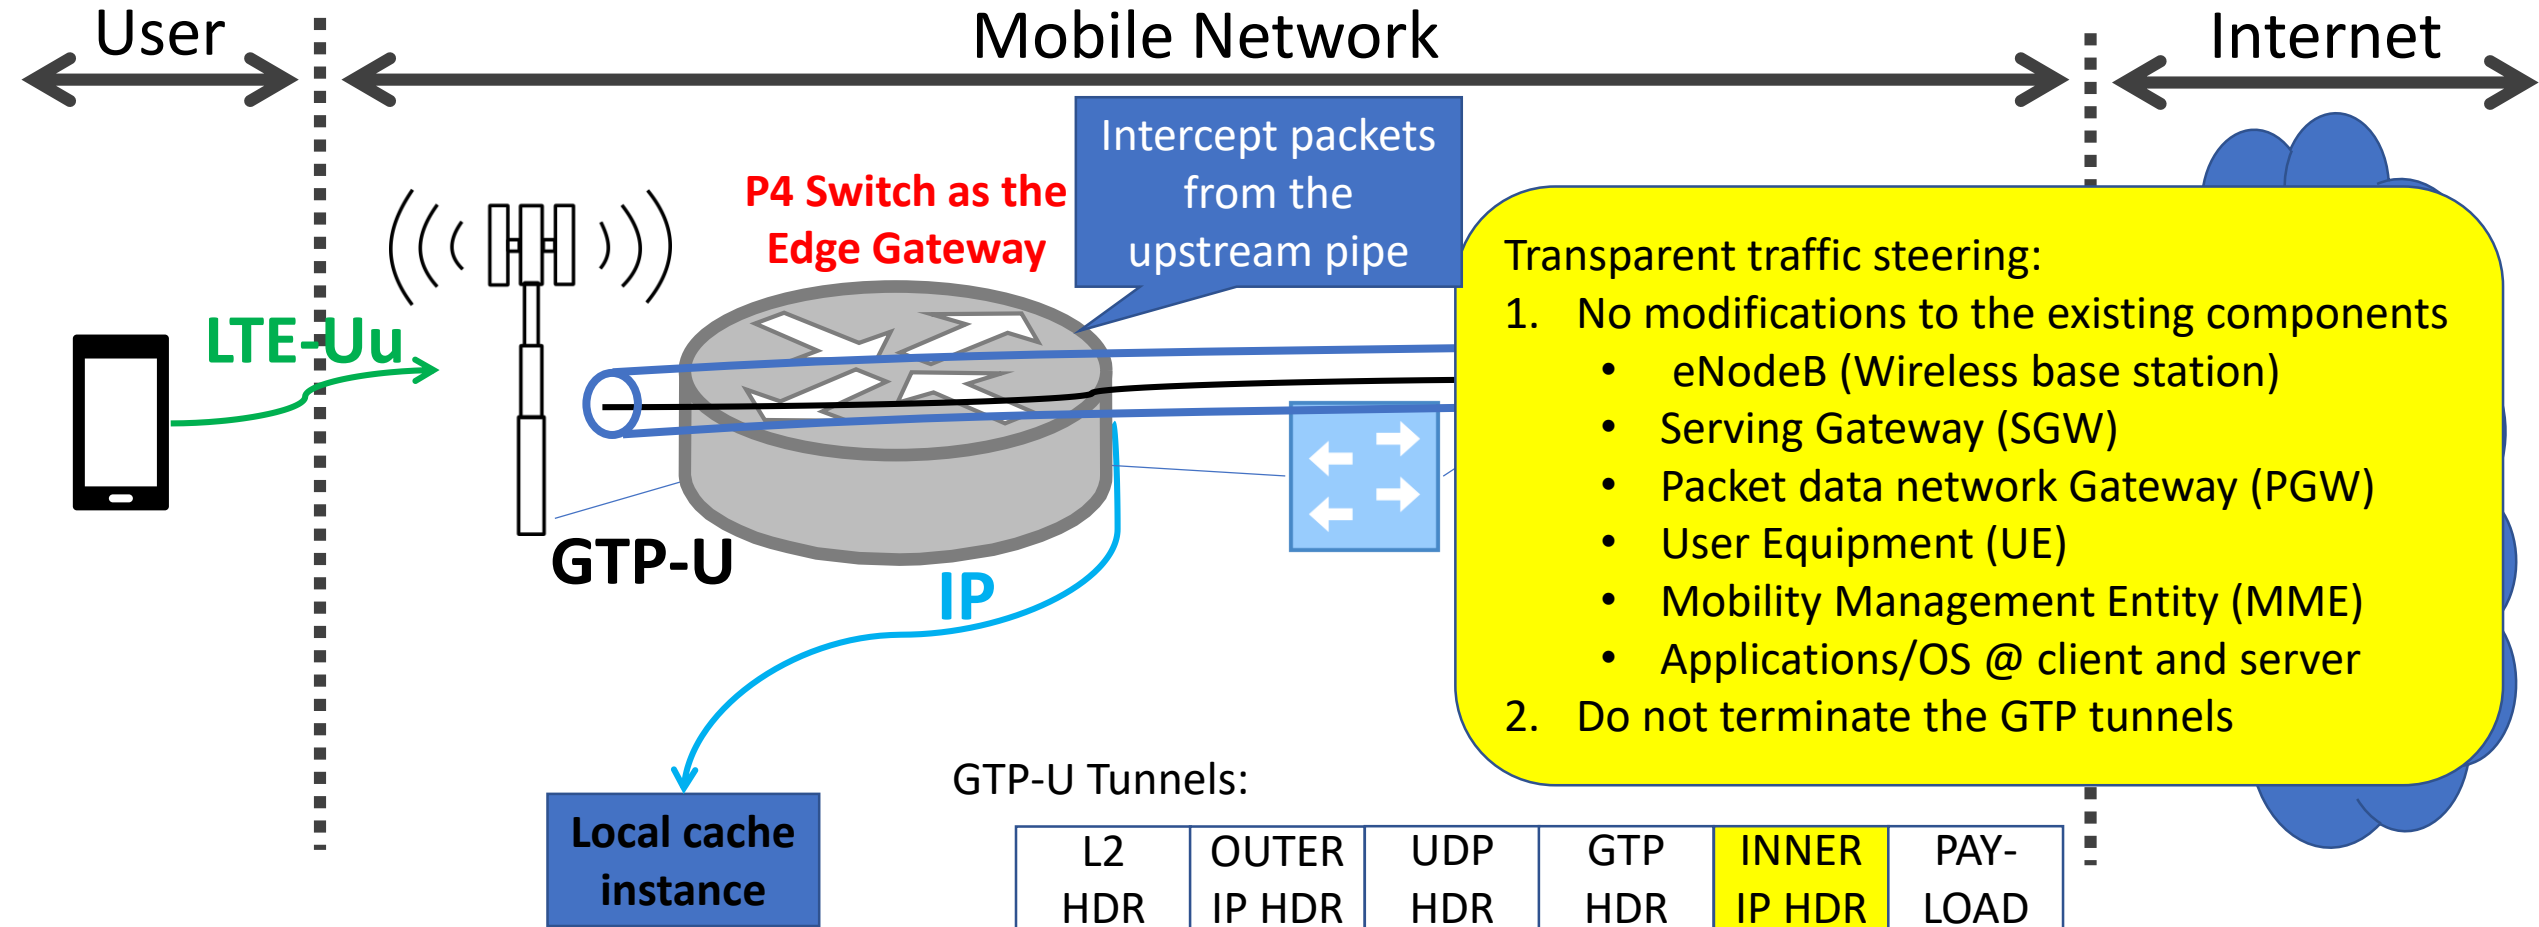 User
Mobile Network
Internet
Intercept packets
from the
upstream pipe
P4 Switch as the
Edge Gateway
LTE-Uu
GTP-U
IP
Transparent traffic steering:
1. No modifications to the existing components
• eNodeB (Wireless base station)
• Serving Gateway (SGW)
• Packet data network Gateway (PGW)
• User Equipment (UE)
• Mobility Management Entity (MME)
• Applications/OS @ client and server
2. Do not terminate the GTP tunnels
Local cache
instance
GTP-U Tunnels:
L2
HDR
OUTER
IP HDR
UDP
HDR
GTP
HDR
INNER
IP HDR
PAY-
LOAD